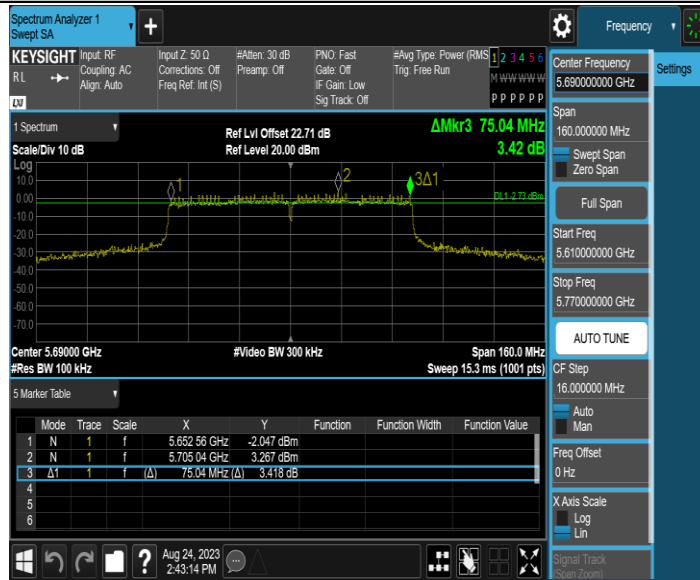 Spectrum Analyzer 1
Swept SA
Frequency
KEYSIGHT
RL
LXI
Input: RF
Coupling: AC
Align: Auto
Input Z: 50 Ω
Corrections: Off
Freq Ref: Int (S)
#Atten: 30 dB
Preamp: Off
PNO: Fast
Gate: Off
IF Gain: Low
Sig Track: Off
#Avg Type: Power (RMS
Trig: Free Run
1 2 3 4 5 6
M W W W W W
P P P P P P
Center Frequency
5.690000000 GHz
Settings
Span
160.000000 MHz
Swept Span
Zero Span
Full Span
Start Freq
5.610000000 GHz
Stop Freq
5.770000000 GHz
AUTO TUNE
CF Step
16.000000 MHz
Auto
Man
Freq Offset
0 Hz
X Axis Scale
Log
Lin
Signal Track
(Span Zoom)
1 Spectrum
Scale/Div 10 dB
Ref Lvl Offset 22.71 dB
Ref Level 20.00 dBm
ΔMkr3 75.04 MHz
3.42 dB
Log
10.0
0.00
-10.0
-20.0
-30.0
-40.0
-50.0
-60.0
-70.0
1
2
3Δ1
DL1 -2.73 dBm
Center 5.69000 GHz
#Res BW 100 kHz
#Video BW 300 kHz
Span 160.0 MHz
Sweep 15.3 ms (1001 pts)
5 Marker Table
Mode Trace Scale X Y Function Function Width Function Value
1 N 1 f 5.652 56 GHz -2.047 dBm
2 N 1 f 5.705 04 GHz 3.267 dBm
3 Δ1 1 f (Δ) 75.04 MHz (Δ) 3.418 dB
4
5
6
?
Aug 24, 2023
2:43:14 PM